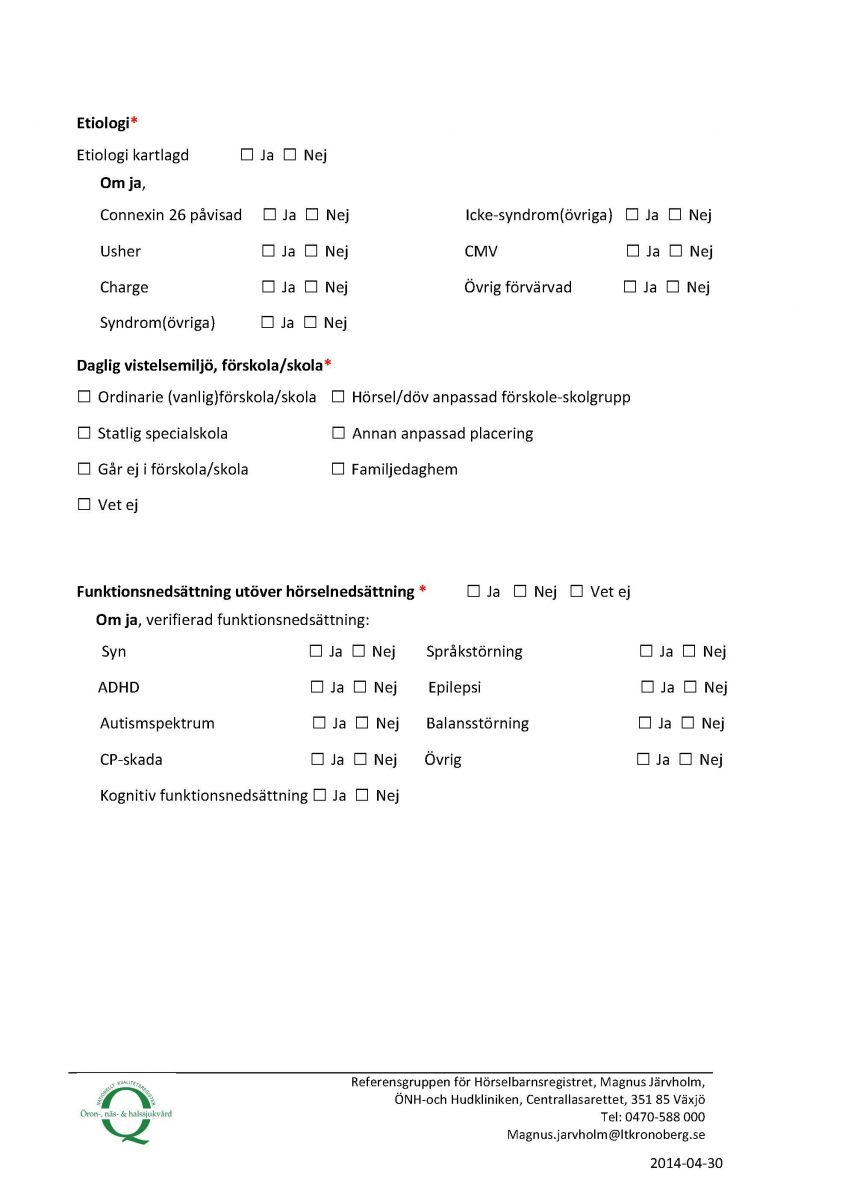 Etiologi*
Etiologi kartlagd ☐ Ja ☐ Nej
Om ja,
Connexin 26 påvisad ☐ Ja ☐ Nej Icke-syndrom(övriga) ☐ Ja ☐ Nej
Usher ☐ Ja ☐ Nej CMV ☐ Ja ☐ Nej
Charge ☐ Ja ☐ Nej Övrig förvärvad ☐ Ja ☐ Nej
Syndrom(övriga) ☐ Ja ☐ Nej
Daglig vistelsemiljö, förskola/skola*
☐ Ordinarie (vanlig)förskola/skola ☐ Hörsel/döv anpassad förskole-skolgrupp
☐ Statlig specialskola ☐ Annan anpassad placering
☐ Går ej i förskola/skola ☐ Familjedaghem
☐ Vet ej
Funktionsnedsättning utöver hörselnedsättning * ☐ Ja ☐ Nej ☐ Vet ej
Om ja, verifierad funktionsnedsättning:
Syn ☐ Ja ☐ Nej Språkstörning ☐ Ja ☐ Nej
ADHD ☐ Ja ☐ Nej Epilepsi ☐ Ja ☐ Nej
Autismspektrum ☐ Ja ☐ Nej Balansstörning ☐ Ja ☐ Nej
CP-skada ☐ Ja ☐ Nej Övrig ☐ Ja ☐ Nej
Kognitiv funktionsnedsättning ☐ Ja ☐ Nej
NATIONELLT KVALITETSREGISTER
Öron-, näs- & halssjukvård
Referensgruppen för Hörselbarnsregistret, Magnus Järvholm,
ÖNH-och Hudkliniken, Centrallasarettet, 351 85 Växjö
Tel: 0470-588 000
Magnus.jarvholm@ltkronoberg.se
2014-04-30